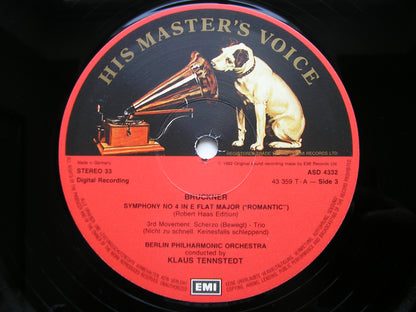 HIS MASTER'S VOICE
Made in Germany
STEREO 33
Digital Recording
REGISTERED TRADE
℗ 1982 Original sound recording made by EMI Records Ltd
ASD 4352
43 359 T-A – Side 3
BRUCKNER
SYMPHONY NO 4 IN E FLAT MAJOR ("ROMANTIC")
(Robert Haas Edition)
3rd Movement: Scherzo (Bewegt) - Trio
(Nicht zu schnell. Keinesfalls schleppend)
BERLIN PHILHARMONIC ORCHESTRA
conducted by
KLAUS TENNSTEDT
EMI